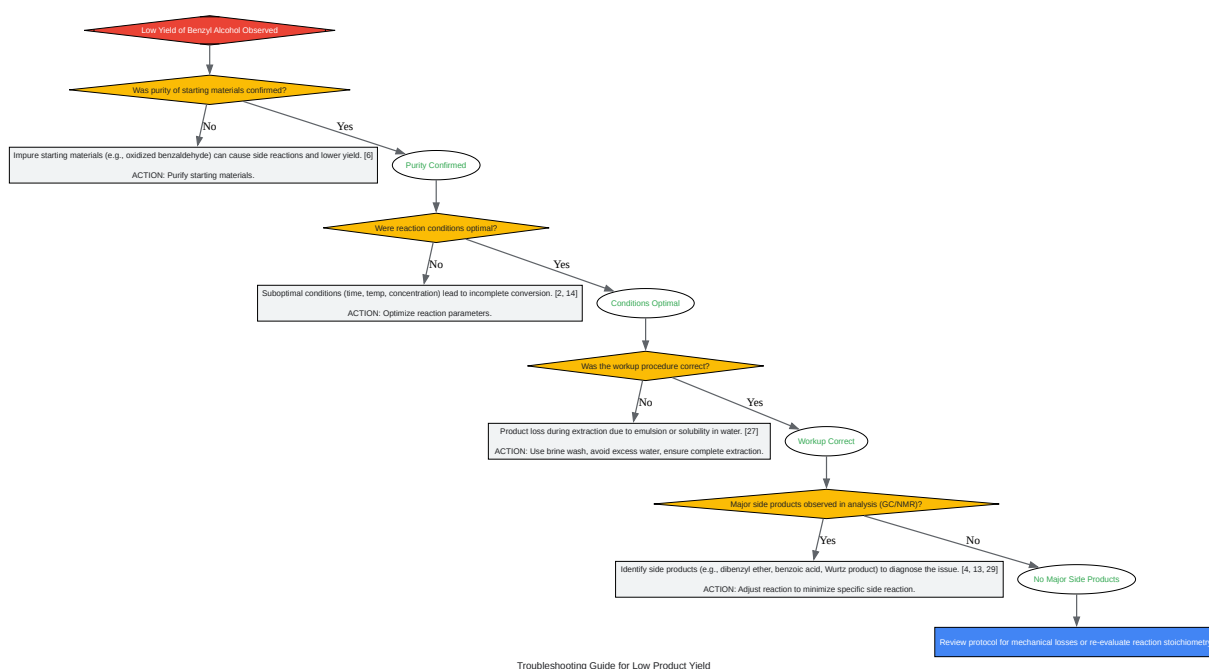 Low Yield of Benzyl Alcohol Observed
Was purity of starting materials confirmed?
No
Yes
Impure starting materials (e.g., oxidized benzaldehyde) can cause side reactions and lower yield. [6]
ACTION: Purify starting materials.
Purity Confirmed
Were reaction conditions optimal?
No
Yes
Suboptimal conditions (time, temp, concentration) lead to incomplete conversion. [2, 14]
ACTION: Optimize reaction parameters.
Conditions Optimal
Was the workup procedure correct?
No
Yes
Product loss during extraction due to emulsion or solubility in water. [27]
ACTION: Use brine wash, avoid excess water, ensure complete extraction.
Workup Correct
Major side products observed in analysis (GC/NMR)?
Yes
No
Identify side products (e.g., dibenzyl ether, benzoic acid, Wurtz product) to diagnose the issue. [4, 13, 29]
ACTION: Adjust reaction to minimize specific side reaction.
No Major Side Products
Review protocol for mechanical losses or re-evaluate reaction stoichiometry
Troubleshooting Guide for Low Product Yield